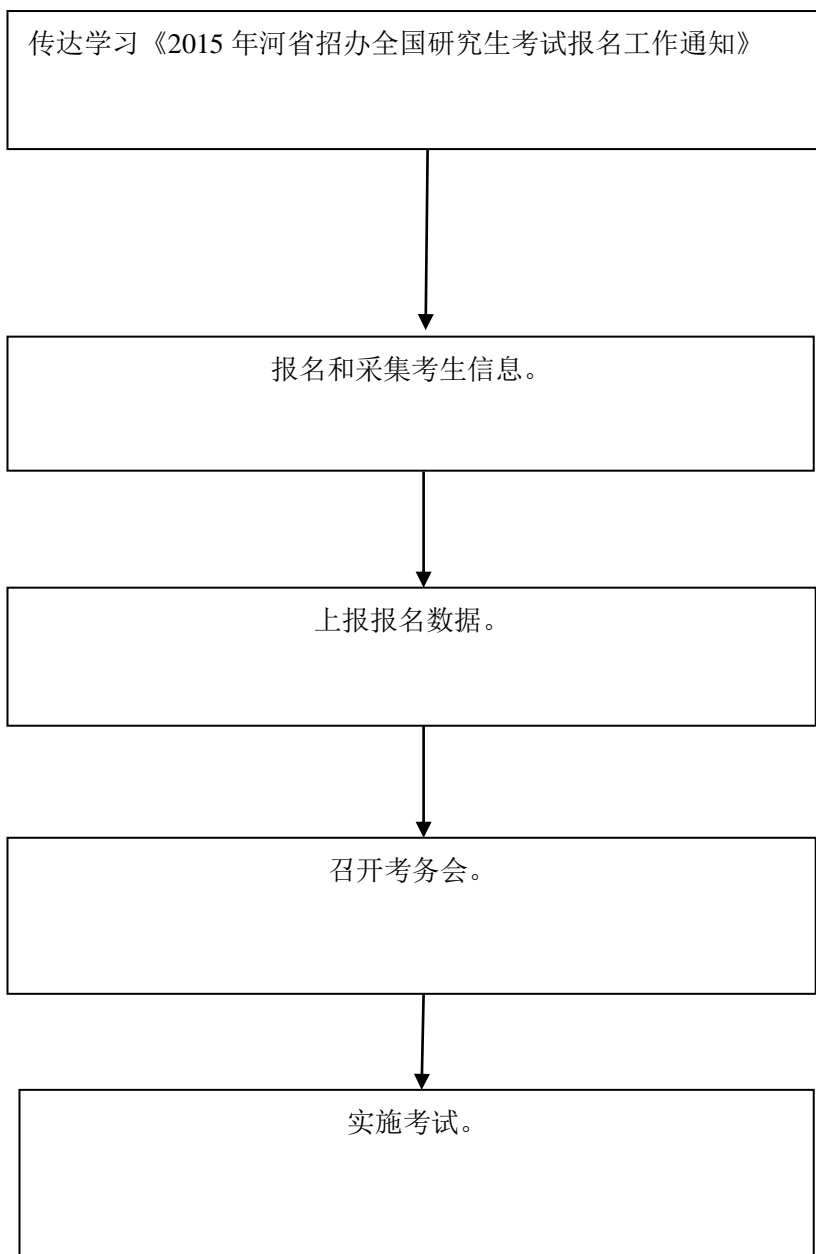 传达学习《2015 年河省招办全国研究生考试报名工作通知》
报名和采集考生信息。
上报报名数据。
召开考务会。
实施考试。